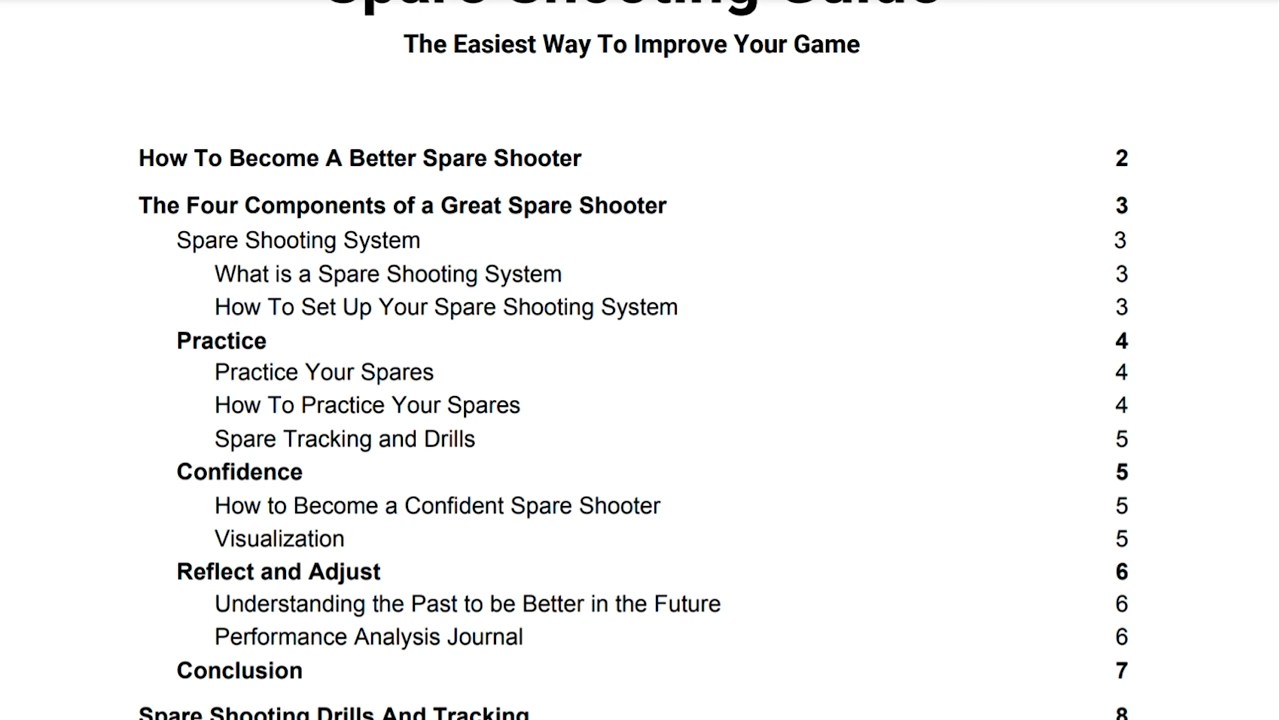 Spare Shooting Guide
The Easiest Way To Improve Your Game
How To Become A Better Spare Shooter 2
The Four Components of a Great Spare Shooter 3
Spare Shooting System 3
What is a Spare Shooting System 3
How To Set Up Your Spare Shooting System 3
Practice 4
Practice Your Spares 4
How To Practice Your Spares 4
Spare Tracking and Drills 5
Confidence 5
How to Become a Confident Spare Shooter 5
Visualization 5
Reflect and Adjust 6
Understanding the Past to be Better in the Future 6
Performance Analysis Journal 6
Conclusion 7
Spare Shooting Drills And Tracking 8